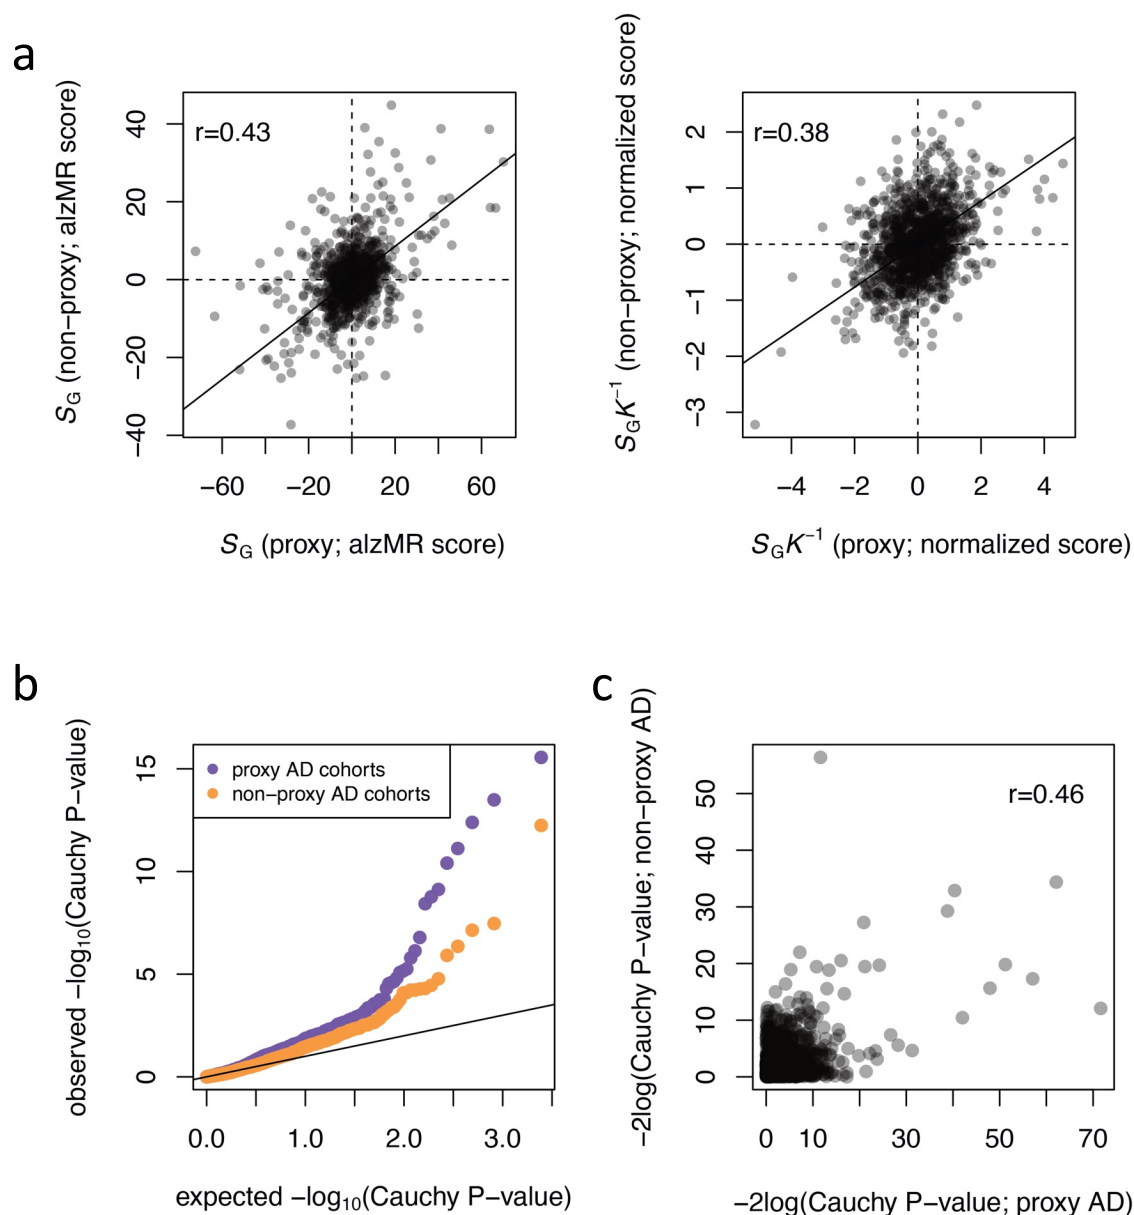 a
S_G (non−proxy; alzMR score)
40
20
0
−20
−40
r=0.43
−60 −20 20 60
S_G (proxy; alzMR score)
S_GK⁻¹ (non−proxy; normalized score)
2
1
0
−1
−2
−3
r=0.38
−4 −2 0 2 4
S_GK⁻¹ (proxy; normalized score)
b
observed −log₁₀(Cauchy P−value)
15
10
5
0
proxy AD cohorts
non−proxy AD cohorts
0.0 1.0 2.0 3.0
expected −log₁₀(Cauchy P−value)
c
−2log(Cauchy P−value; non−proxy AD)
50
40
30
20
10
0
r=0.46
0 10 30 50 70
−2log(Cauchy P−value; proxy AD)